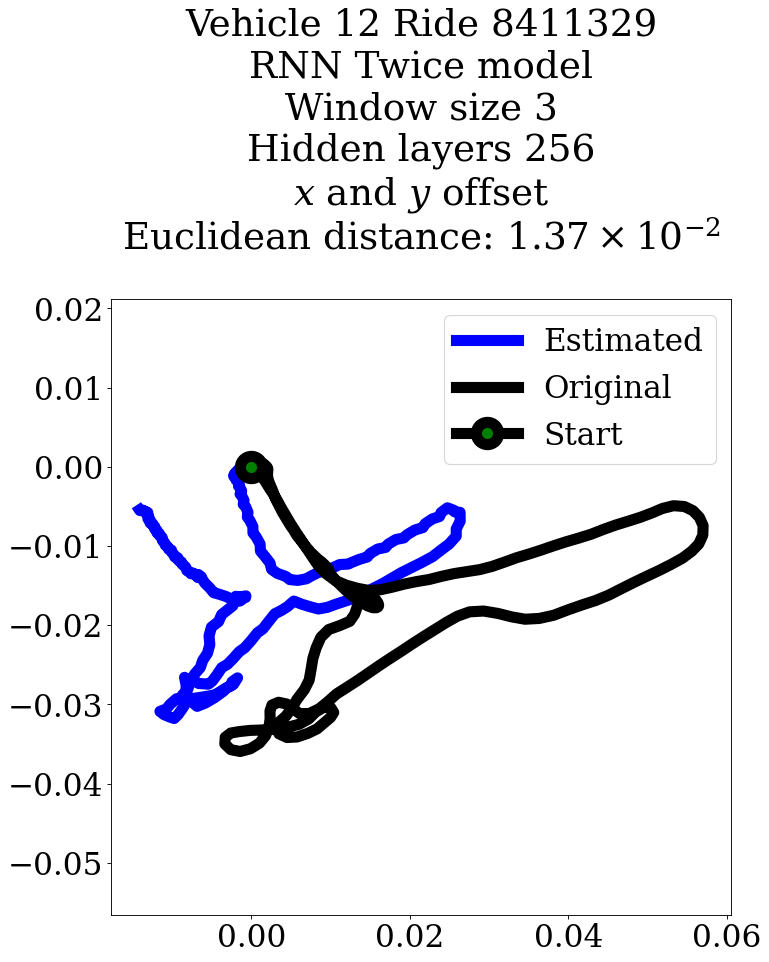 Vehicle 12 Ride 8411329
RNN Twice model
Window size 3
Hidden layers 256
x and y offset
Euclidean distance: 1.37 × 10⁻²
Estimated
Original
Start
0.02
0.01
0.00
−0.01
−0.02
−0.03
−0.04
−0.05
0.00 0.02 0.04 0.06